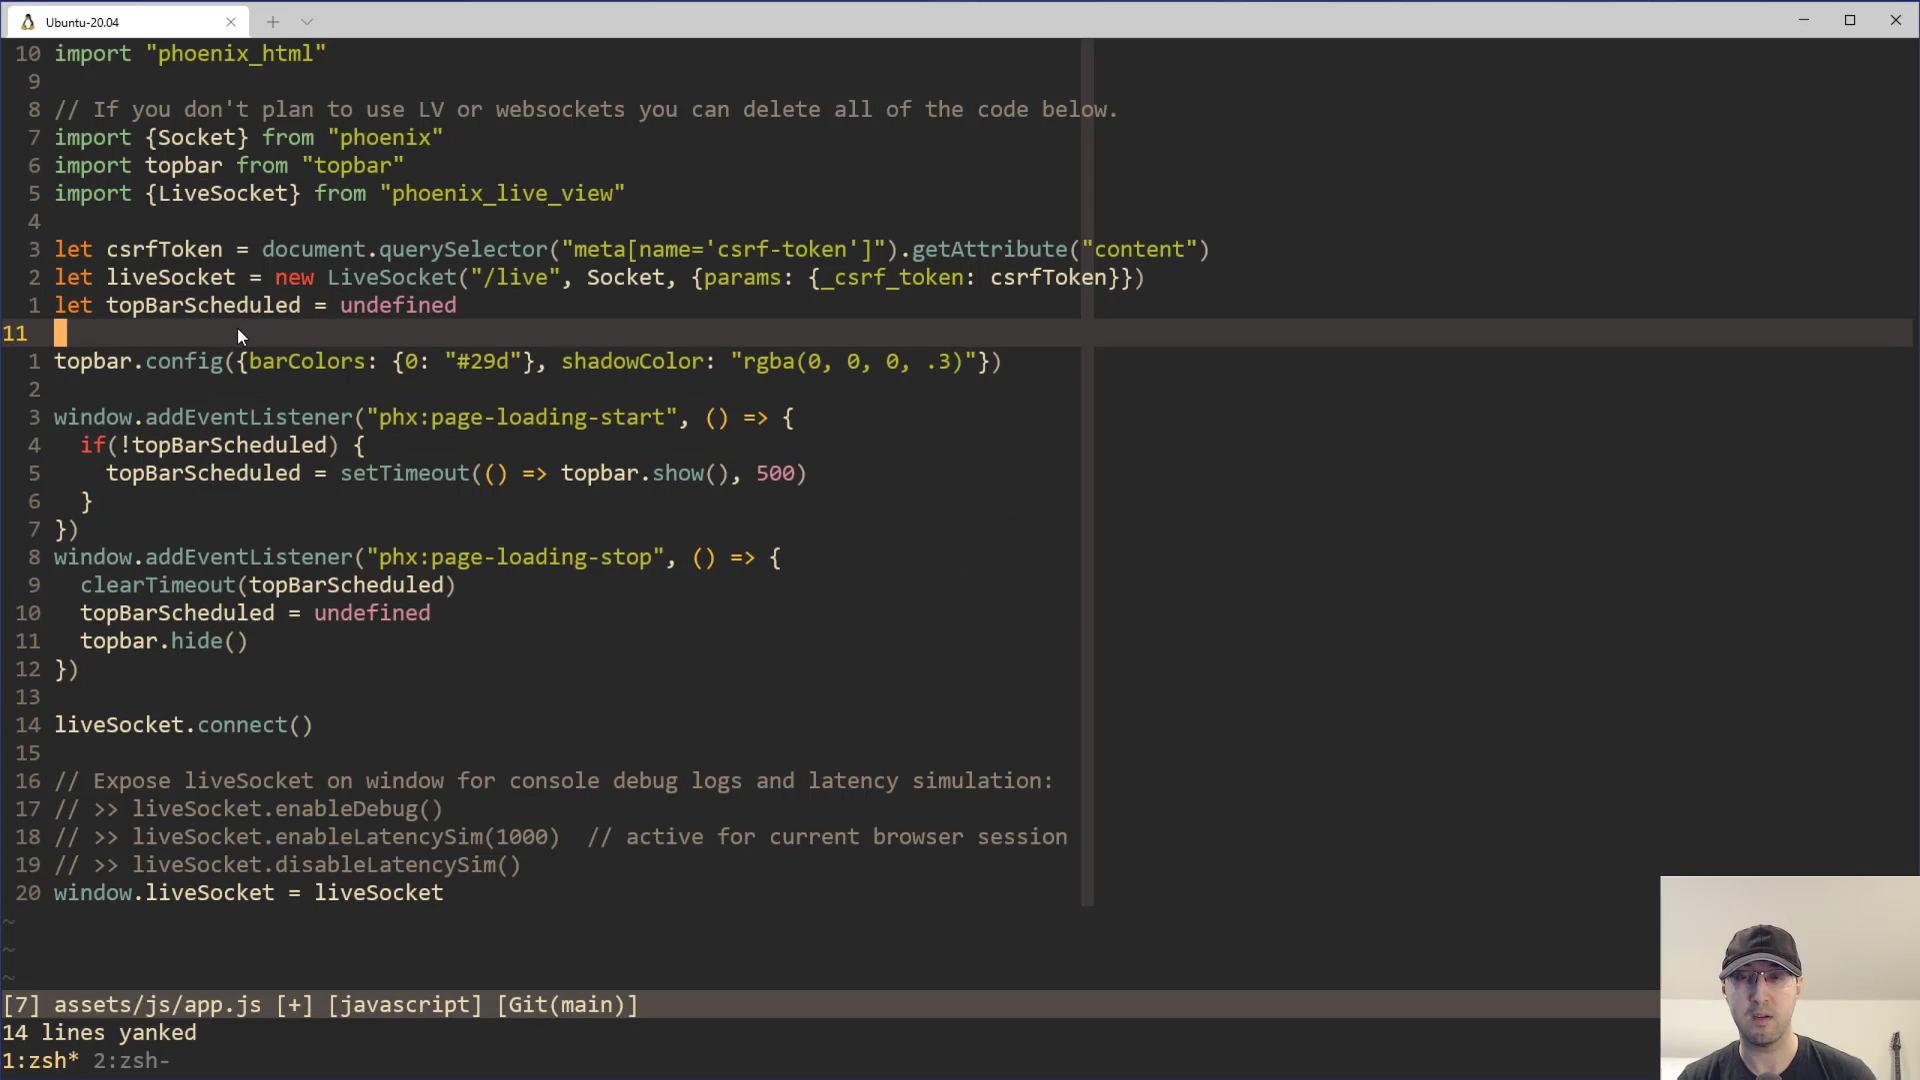 Ubuntu-20.04
10 import "phoenix_html"
9
8 // If you don't plan to use LV or websockets you can delete all of the code below.
7 import {Socket} from "phoenix"
6 import topbar from "topbar"
5 import {LiveSocket} from "phoenix_live_view"
4
3 let csrfToken = document.querySelector("meta[name='csrf-token']").getAttribute("content")
2 let liveSocket = new LiveSocket("/live", Socket, {params: {_csrf_token: csrfToken}})
1 let topBarScheduled = undefined
11
1 topbar.config({barColors: {0: "#29d"}, shadowColor: "rgba(0, 0, 0, .3)"})
2
3 window.addEventListener("phx:page-loading-start", () => {
4   if(!topBarScheduled) {
5     topBarScheduled = setTimeout(() => topbar.show(), 500)
6   }
7 })
8 window.addEventListener("phx:page-loading-stop", () => {
9   clearTimeout(topBarScheduled)
10   topBarScheduled = undefined
11   topbar.hide()
12 })
13
14 liveSocket.connect()
15
16 // Expose liveSocket on window for console debug logs and latency simulation:
17 // >> liveSocket.enableDebug()
18 // >> liveSocket.enableLatencySim(1000)  // active for current browser session
19 // >> liveSocket.disableLatencySim()
20 window.liveSocket = liveSocket
~
~
~
[7] assets/js/app.js [+] [javascript] [Git(main)]
14 lines yanked
1:zsh* 2:zsh-